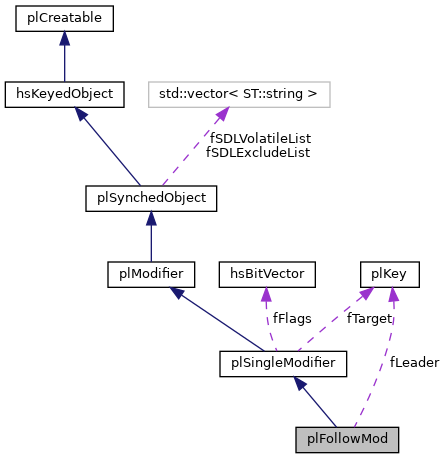 plCreatable
hsKeyedObject
std::vector< ST::string >
fSDLVolatileList
fSDLExcludeList
plSynchedObject
plModifier
hsBitVector
plKey
fFlags
fTarget
plSingleModifier
fLeader
plFollowMod